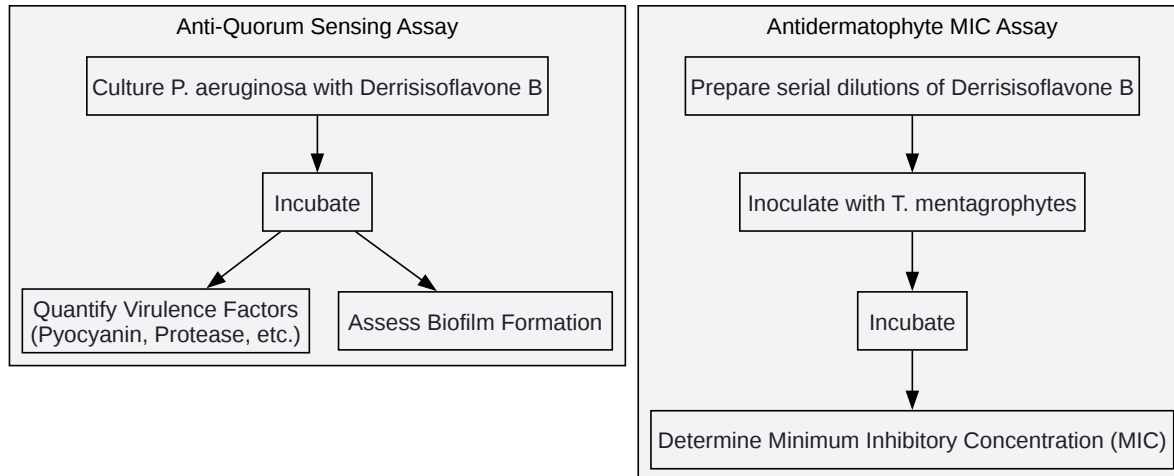 Anti-Quorum Sensing Assay
Culture P. aeruginosa with Derrisisoflavone B
Incubate
Quantify Virulence Factors
(Pyocyanin, Protease, etc.)
Assess Biofilm Formation
Antidermatophyte MIC Assay
Prepare serial dilutions of Derrisisoflavone B
Inoculate with T. mentagrophytes
Incubate
Determine Minimum Inhibitory Concentration (MIC)